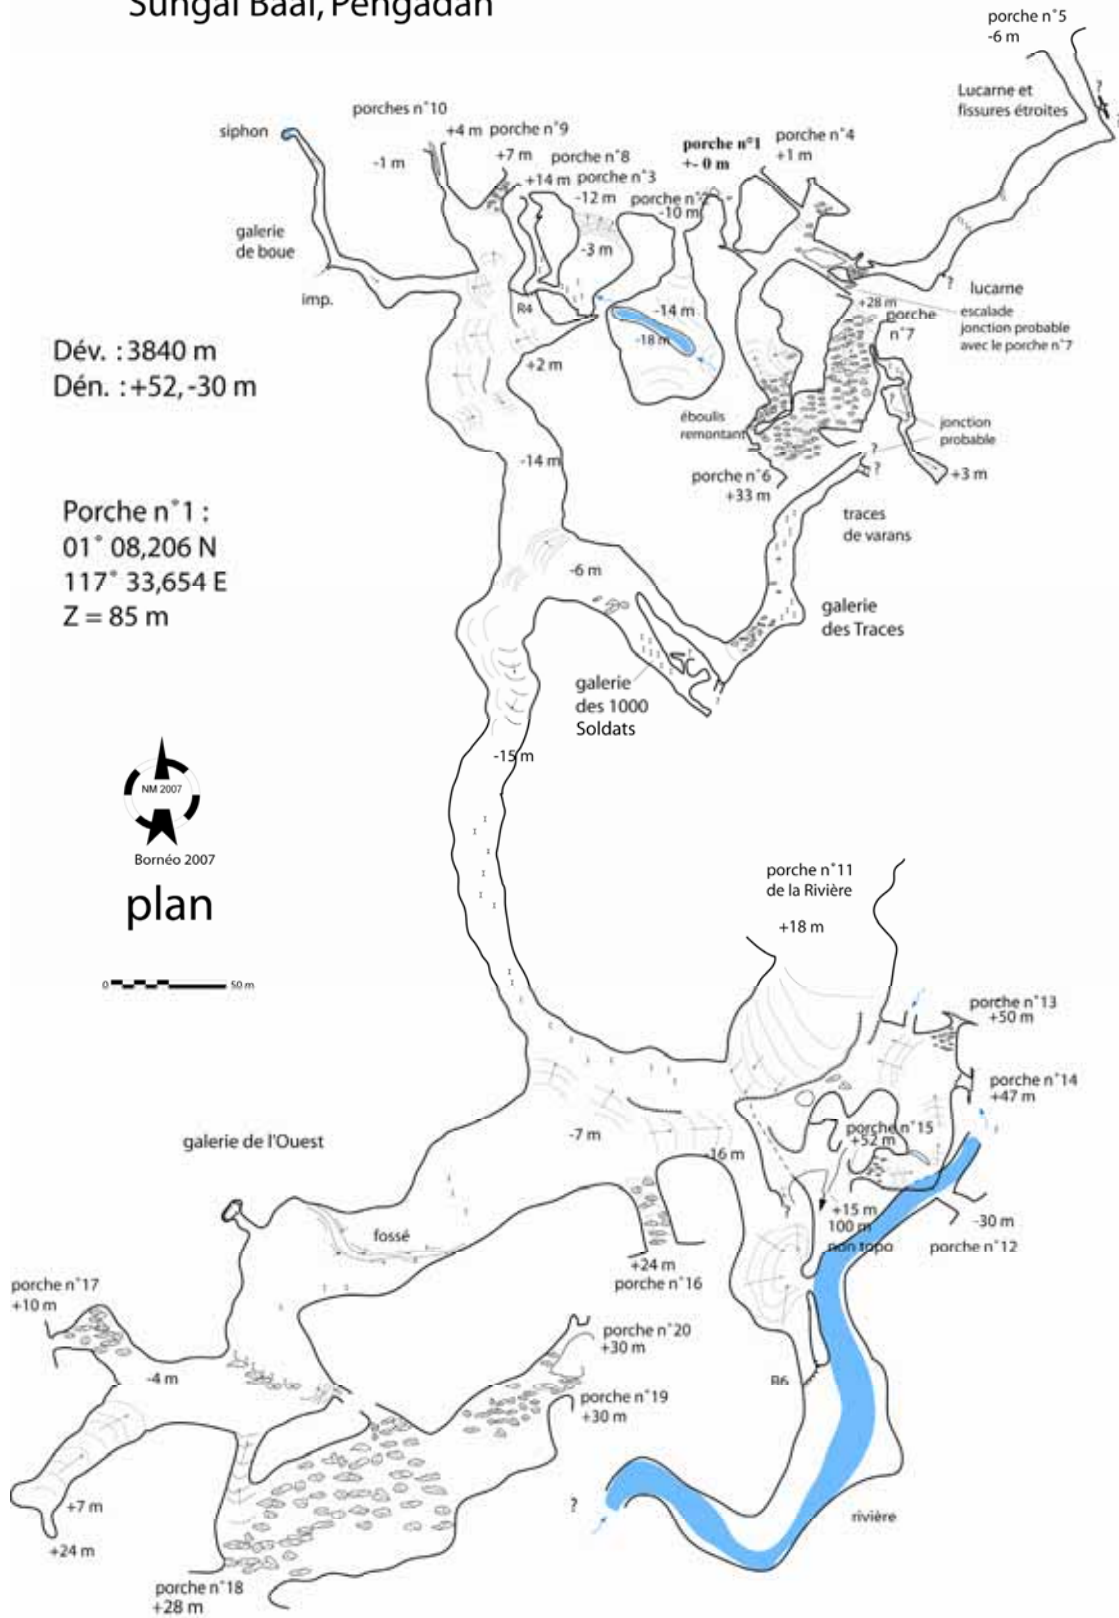 Sungai Baai, Pengadan
porche n°5
-6 m
Lucarne et
fissures étroites
?
porches n°10
+4 m
porche n°9
siphon
-1 m
+7 m
porche n°8
+14 m
porche n°3
-12 m
porche n°1
+- 0 m
porche n°4
+1 m
-10 m
-3 m
galerie
de boue
imp.
R4
-14 m
-18 m
+2 m
?
lucarne
+28 m
porche
n°7
escalade
jonction probable
avec le porche n°7
Dév. : 3840 m
Dén. : +52, -30 m
éboulis
remontant
jonction
probable
?
?
+3 m
-14 m
porche n°6
+33 m
Porche n°1 :
01° 08,206 N
117° 33,654 E
Z = 85 m
traces
de varans
-6 m
galerie
des Traces
galerie
des 1000
Soldats
?
-15 m
NM 2007
Bornéo 2007
plan
0
50 m
porche n°11
de la Rivière
+18 m
porche n°13
+50 m
porche n°14
+47 m
porche n°15
+52 m
galerie de l'Ouest
-7 m
-16 m
?
+15 m
100 m
non topo
-30 m
porche n°12
fossé
+24 m
porche n°16
porche n°17
+10 m
porche n°20
+30 m
-4 m
R6
porche n°19
+30 m
+7 m
?
rivière
+24 m
porche n°18
+28 m